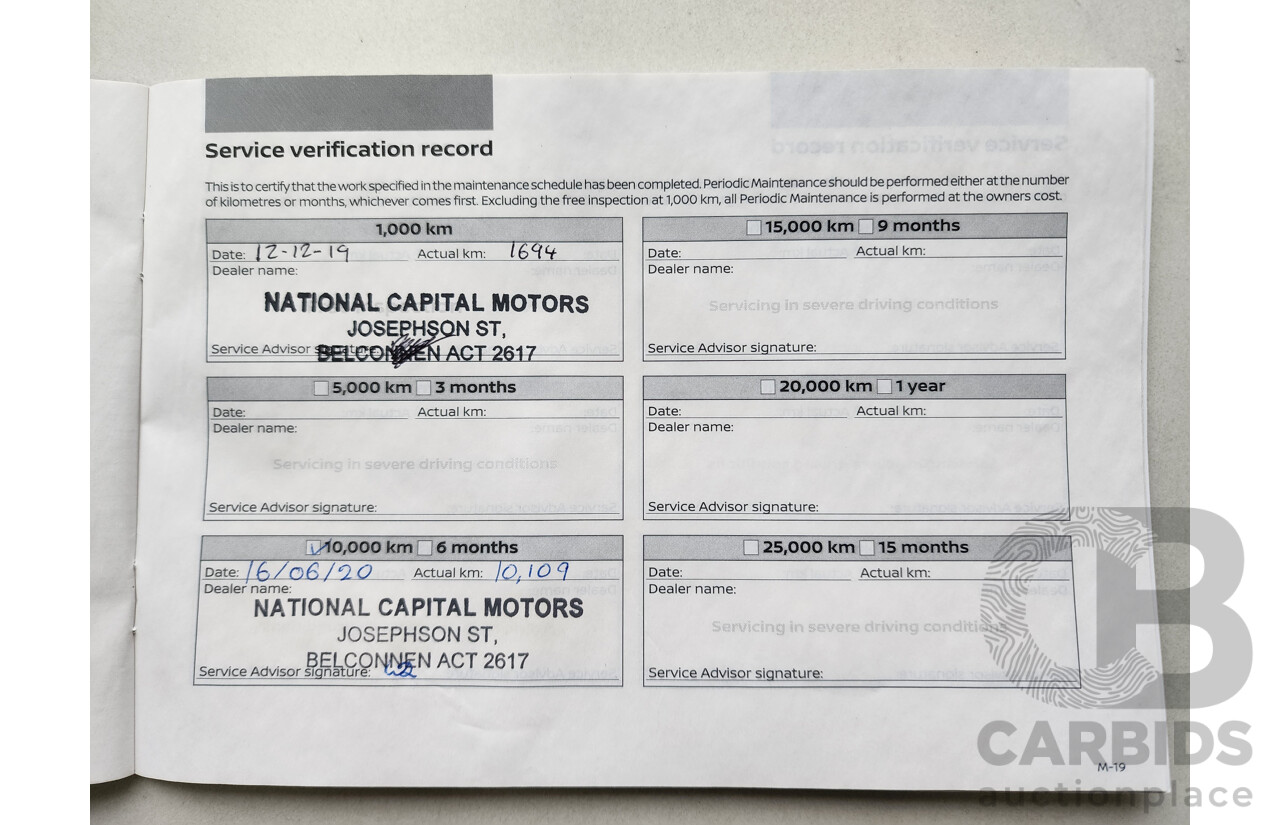 Service verification record
This is to certify that the work specified in the maintenance schedule has been completed. Periodic Maintenance should be performed either at the number
of kilometres or months, whichever comes first. Excluding the free inspection at 1,000 km, all Periodic Maintenance is performed at the owners cost.
1,000 km
Date: 12-12-19 Actual km: 1694
Dealer name:
NATIONAL CAPITAL MOTORS
JOSEPHSON ST,
BELCONNEN ACT 2617
Service Advisor signature:
5,000 km 3 months
Date: Actual km:
Dealer name:
Servicing in severe driving conditions
Service Advisor signature:
10,000 km 6 months
Date: 16/06/20 Actual km: 10,109
Dealer name:
NATIONAL CAPITAL MOTORS
JOSEPHSON ST,
BELCONNEN ACT 2617
Service Advisor signature:
15,000 km 9 months
Date: Actual km:
Dealer name:
Servicing in severe driving conditions
Service Advisor signature:
20,000 km 1 year
Date: Actual km:
Dealer name:
Service Advisor signature:
25,000 km 15 months
Date: Actual km:
Dealer name:
Servicing in severe driving conditions
Service Advisor signature:
M-19
CARBIDS
auctionplace